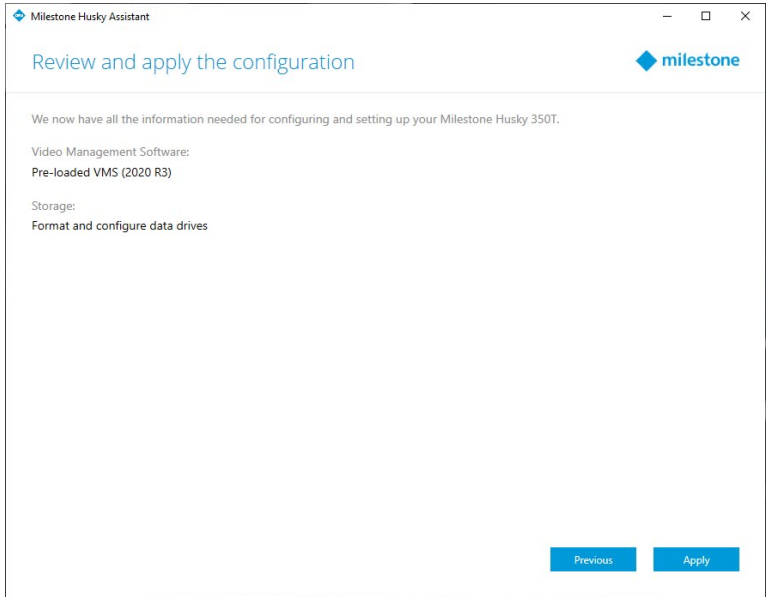 Milestone Husky Assistant
Review and apply the configuration
milestone
We now have all the information needed for configuring and setting up your Milestone Husky 350T.
Video Management Software:
Pre-loaded VMS (2020 R3)
Storage:
Format and configure data drives
Previous
Apply